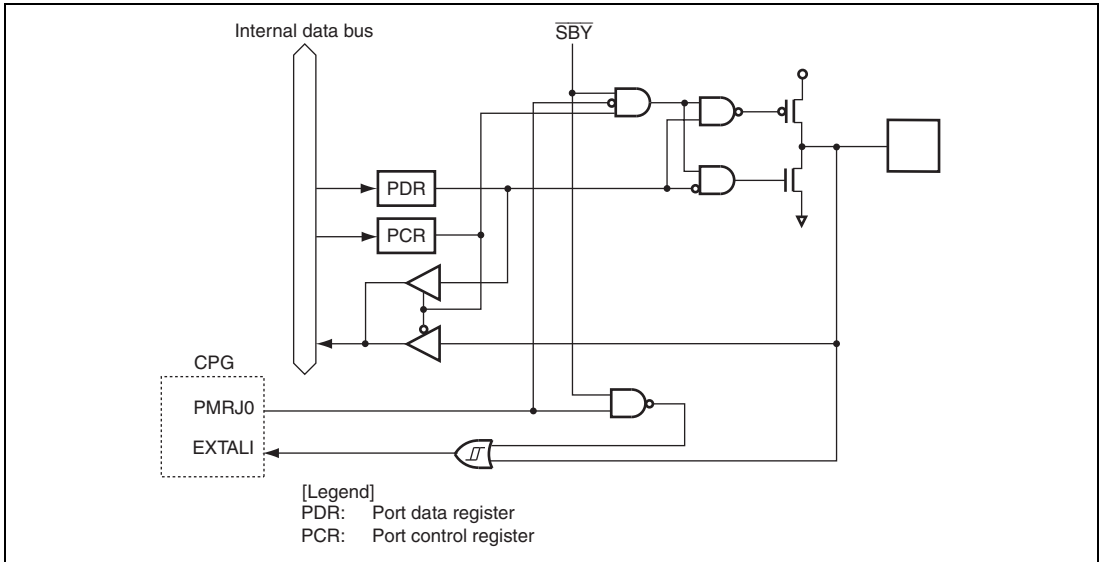 Internal data bus
SBY
PDR
PCR
CPG
PMRJ0
EXTALI
[Legend]
PDR: Port data register
PCR: Port control register